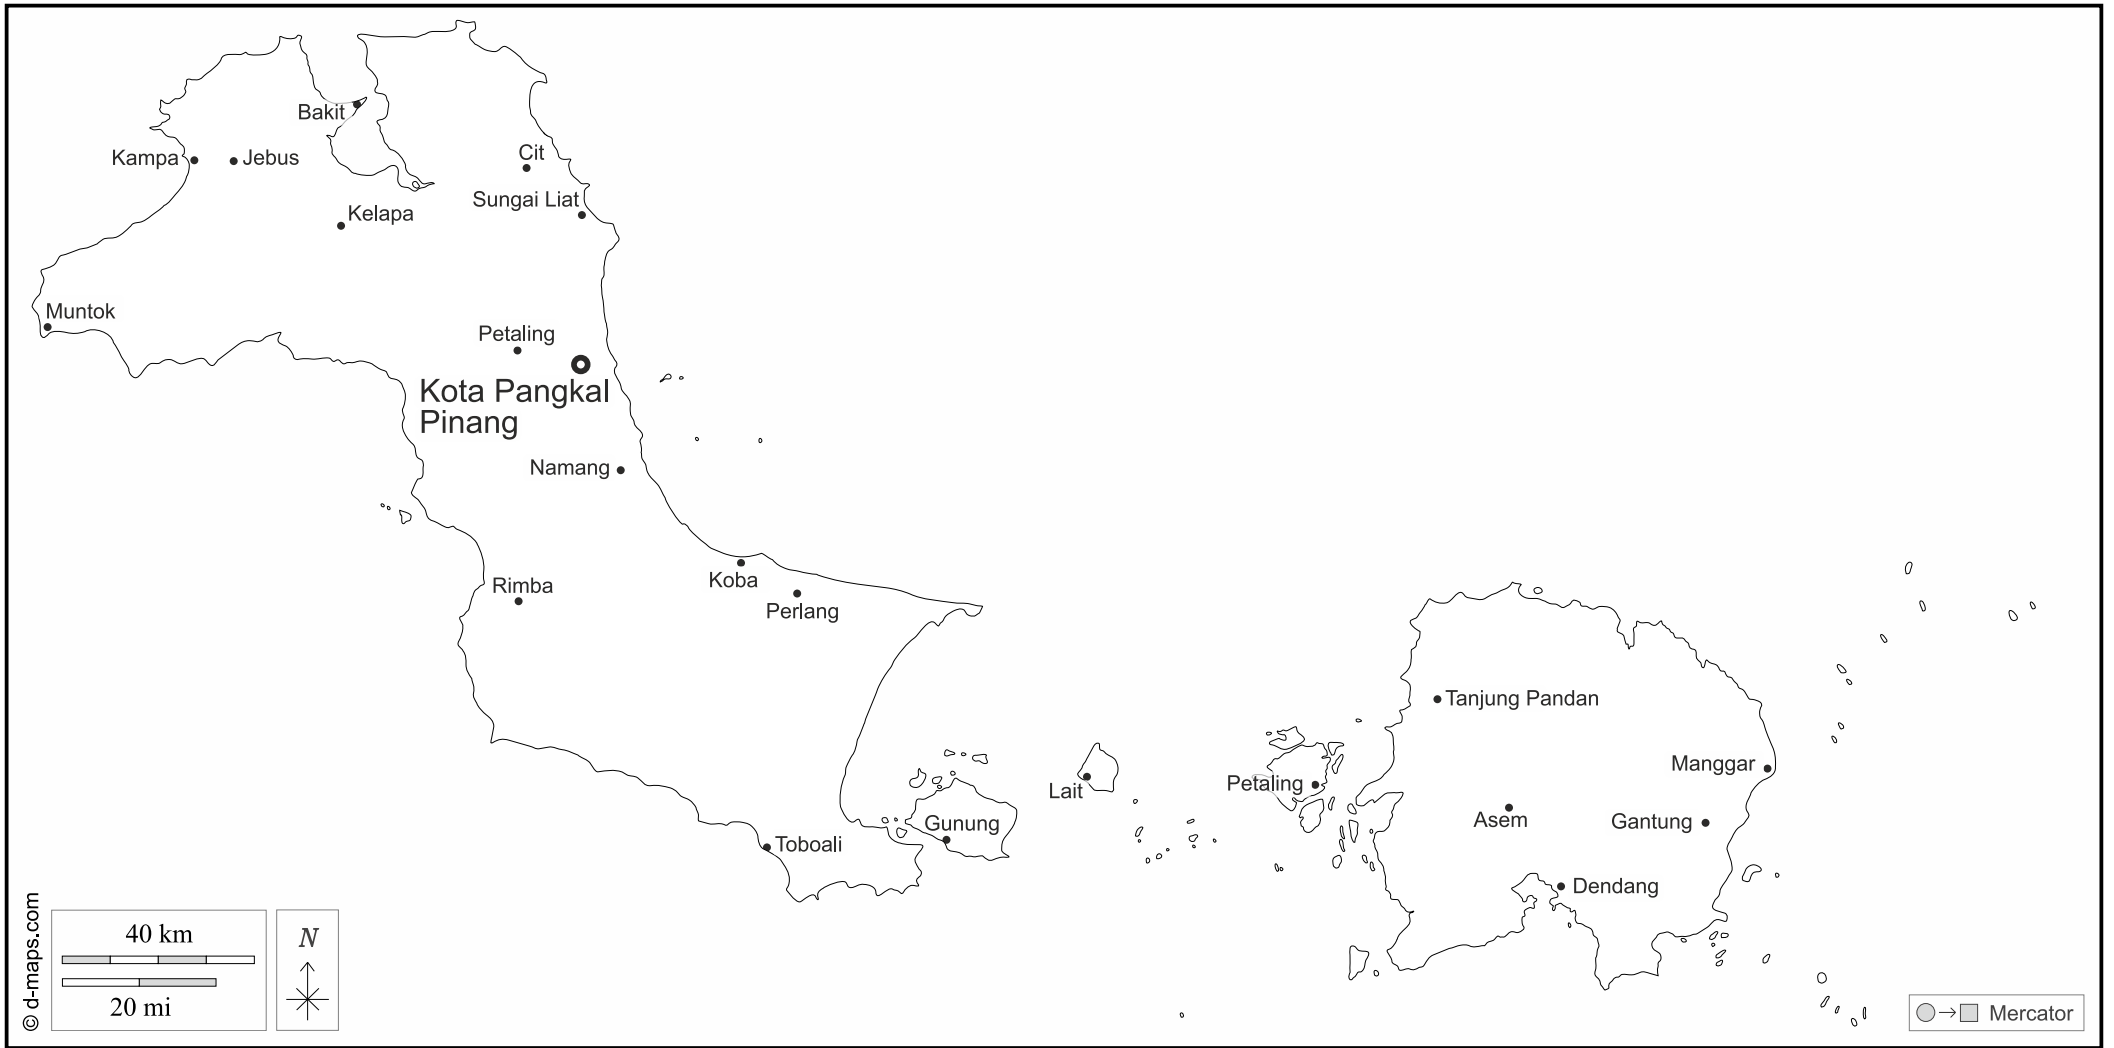 Bakit
Kampa
Jebus
Cit
Sungai Liat
Kelapa
Muntok
Petaling
Kota Pangkal
Pinang
Namang
Koba
Rimba
Perlang
Tanjung Pandan
Manggar
Petaling
Lait
Asem
Gantung
Gunung
Toboali
Dendang
© d-maps.com
40 km
20 mi
N
Mercator